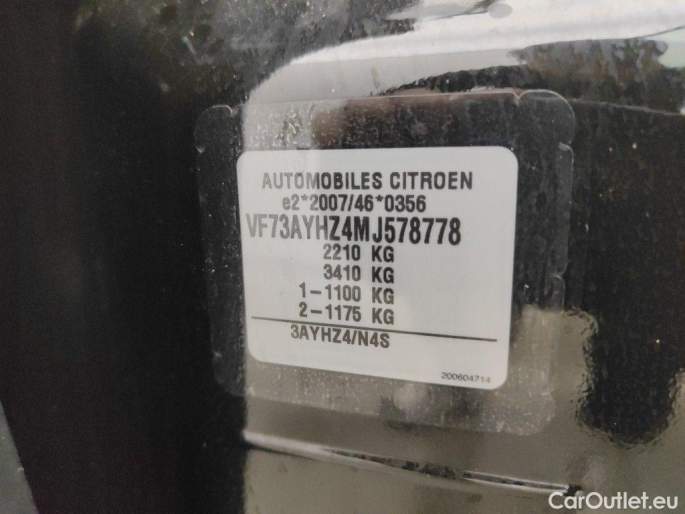 AUTOMOBILES CITROEN
e2*2007/46*0356
VF73AYHZ4MJ578778
2210 KG
3410 KG
1-1100 KG
2-1175 KG
3AYHZ4/N4S
200604714
CarOutlet.eu